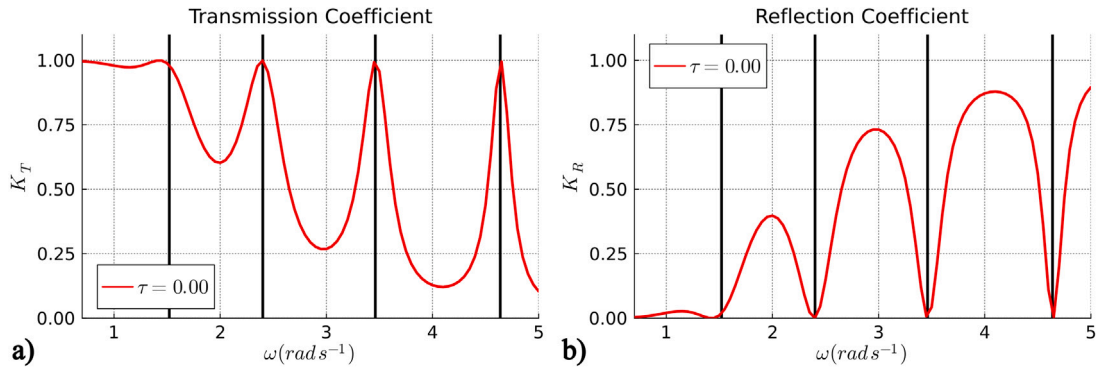 Transmission Coefficient
1.00
0.75
0.50
0.25
0.00
K_T
τ = 0.00
1 2 3 4 5
ω(rad s⁻¹)
a)
Reflection Coefficient
1.00
0.75
0.50
0.25
0.00
K_R
τ = 0.00
1 2 3 4 5
ω(rad s⁻¹)
b)